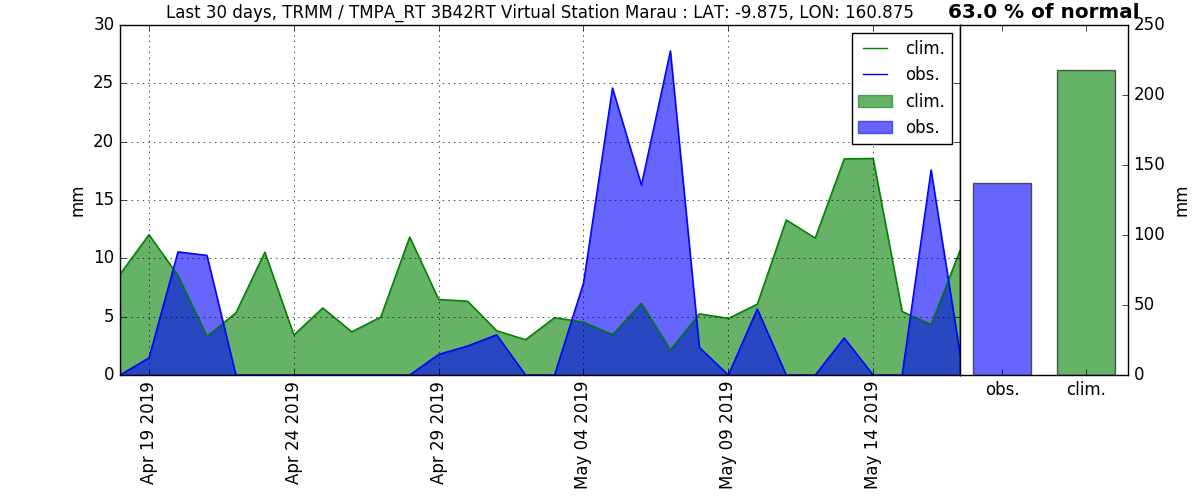 Last 30 days, TRMM / TMPA_RT 3B42RT Virtual Station Marau : LAT: -9.875, LON: 160.875
63.0 % of normal
30
25
20
15
10
5
0
mm
clim.
obs.
clim.
obs.
Apr 19 2019
Apr 24 2019
Apr 29 2019
May 04 2019
May 09 2019
May 14 2019
250
200
150
100
50
0
mm
obs.
clim.